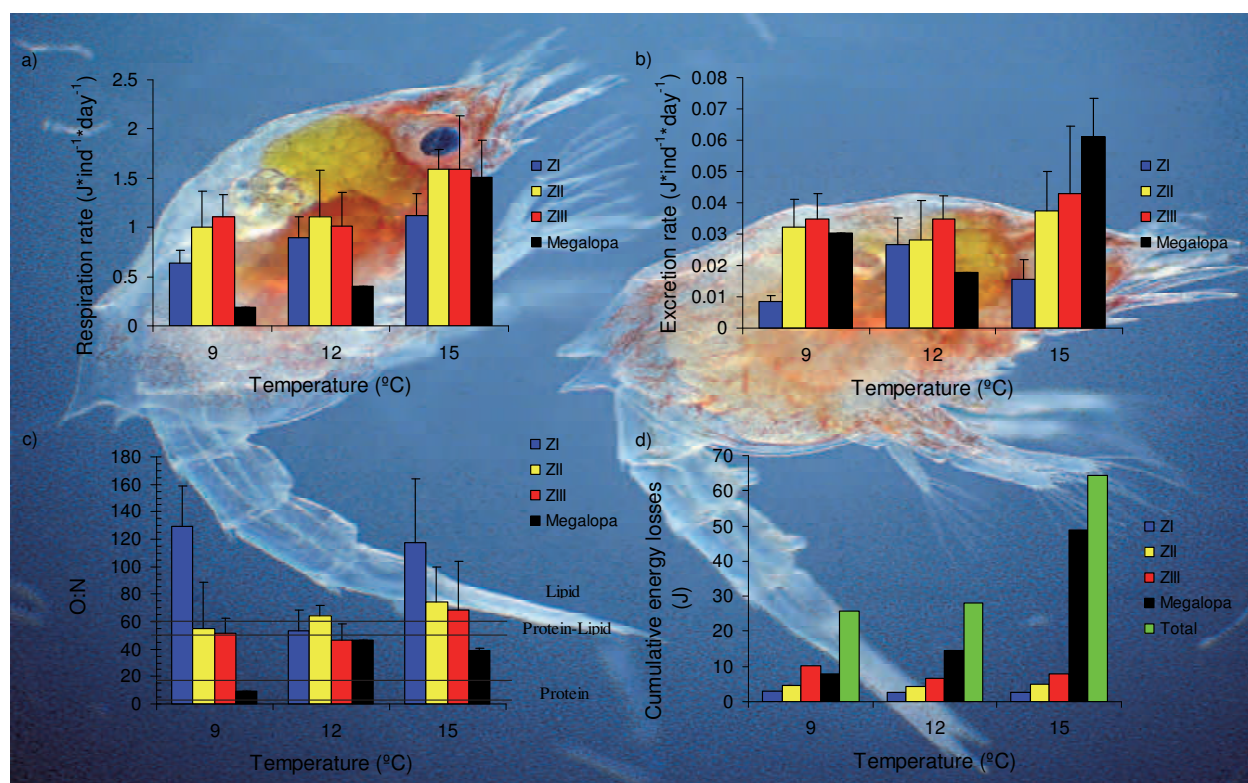 a)
Respiration rate (J*ind-1*day-1)
2.5
2
1.5
1
0.5
0
9 12 15
Temperature (ºC)
ZI
ZII
ZIII
Megalopa
b)
Excretion rate (J*ind-1*day-1)
0.08
0.07
0.06
0.05
0.04
0.03
0.02
0.01
0
9 12 15
Temperature (ºC)
ZI
ZII
ZIII
Megalopa
c)
O:N
180
160
140
120
100
80
60
40
20
0
9 12 15
Temperature (ºC)
ZI
ZII
ZIII
Megalopa
Lipid
Protein-Lipid
Protein
d)
Cumulative energy losses
(J)
70
60
50
40
30
20
10
0
9 12 15
Temperature (ºC)
ZI
ZII
ZIII
Megalopa
Total